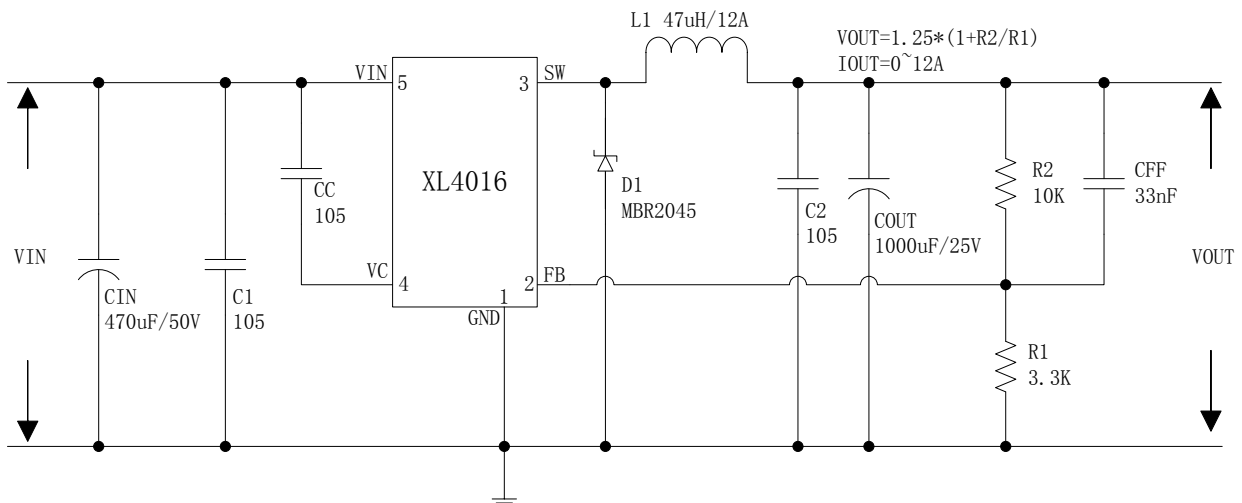 L1 47uH/12A
VOUT=1.25*(1+R2/R1)
IOUT=0~12A
VIN
5
3
SW
XL4016
CC
105
D1
MBR2045
C2
105
COUT
1000uF/25V
R2
10K
CFF
33nF
VIN
VOUT
CIN
470uF/50V
C1
105
VC
4
2
FB
1
GND
R1
3.3K